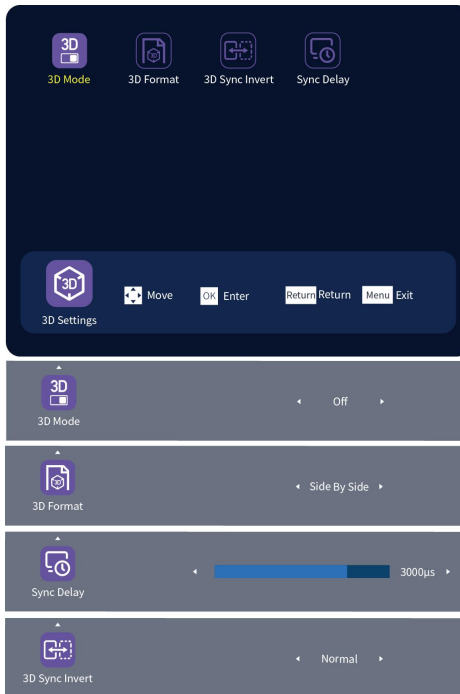 3D
3D Mode
3D Format
3D Sync Invert
Sync Delay
3D
3D Settings
Move
OK Enter
Return Return
Menu Exit
3D
3D Mode
Off
3D Format
Side By Side
Sync Delay
3000μs
3D Sync Invert
Normal